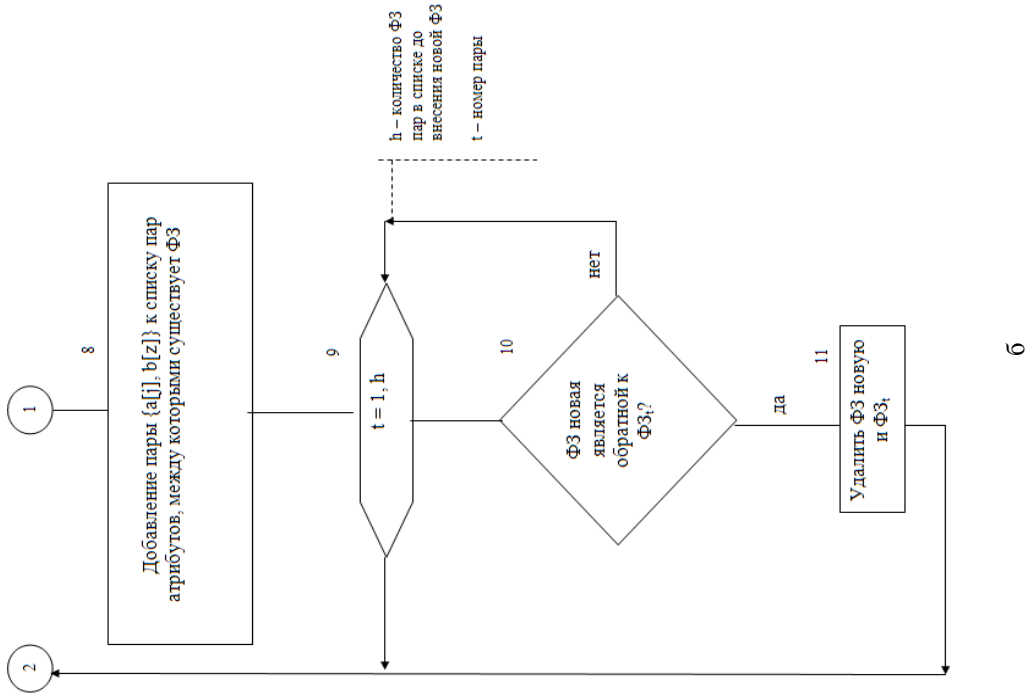 1
2
8
Добавление пары {a[j], b[z]} к списку пар
атрибутов, между которыми существует ФЗ
9
t = 1, h
h – количество ФЗ
пар в списке до
внесения новой ФЗ
t – номер пары
10
ФЗ новая
является
обратной к
ФЗt?
нет
да
11
Удалить ФЗ новую
и ФЗt
б